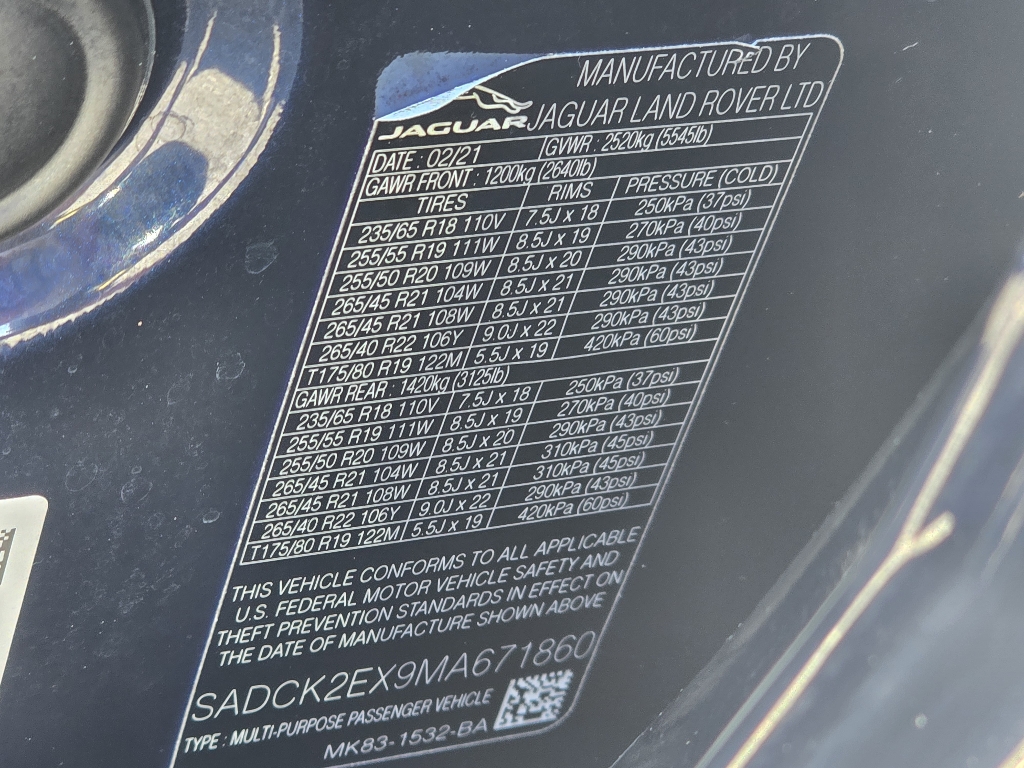 MANUFACTURED BY
JAGUAR JAGUAR LAND ROVER LTD
DATE : 02/21 GVWR : 2520kg (5545lb)
GAWR FRONT : 1200kg (2640lb)
TIRES RIMS PRESSURE (COLD)
235/65 R18 110V 7.5J x 18 250kPa (37psi)
255/55 R19 111W 8.5J x 19 270kPa (40psi)
255/50 R20 109W 8.5J x 20 290kPa (43psi)
265/45 R21 104W 8.5J x 21 290kPa (43psi)
265/45 R21 108W 8.5J x 21 290kPa (43psi)
265/40 R22 106Y 9.0J x 22 290kPa (43psi)
T175/80 R19 122M 5.5J x 19 420kPa (60psi)
GAWR REAR : 1420kg (3125lb)
235/65 R18 110V 7.5J x 18 250kPa (37psi)
255/55 R19 111W 8.5J x 19 270kPa (40psi)
255/50 R20 109W 8.5J x 20 290kPa (43psi)
265/45 R21 104W 8.5J x 21 310kPa (45psi)
265/45 R21 108W 8.5J x 21 310kPa (45psi)
265/40 R22 106Y 9.0J x 22 290kPa (43psi)
T175/80 R19 122M 5.5J x 19 420kPa (60psi)
THIS VEHICLE CONFORMS TO ALL APPLICABLE
U.S. FEDERAL MOTOR VEHICLE SAFETY AND
THEFT PREVENTION STANDARDS IN EFFECT ON
THE DATE OF MANUFACTURE SHOWN ABOVE
SADCK2EX9MA671860
TYPE : MULTI-PURPOSE PASSENGER VEHICLE
MK83-1532-BA